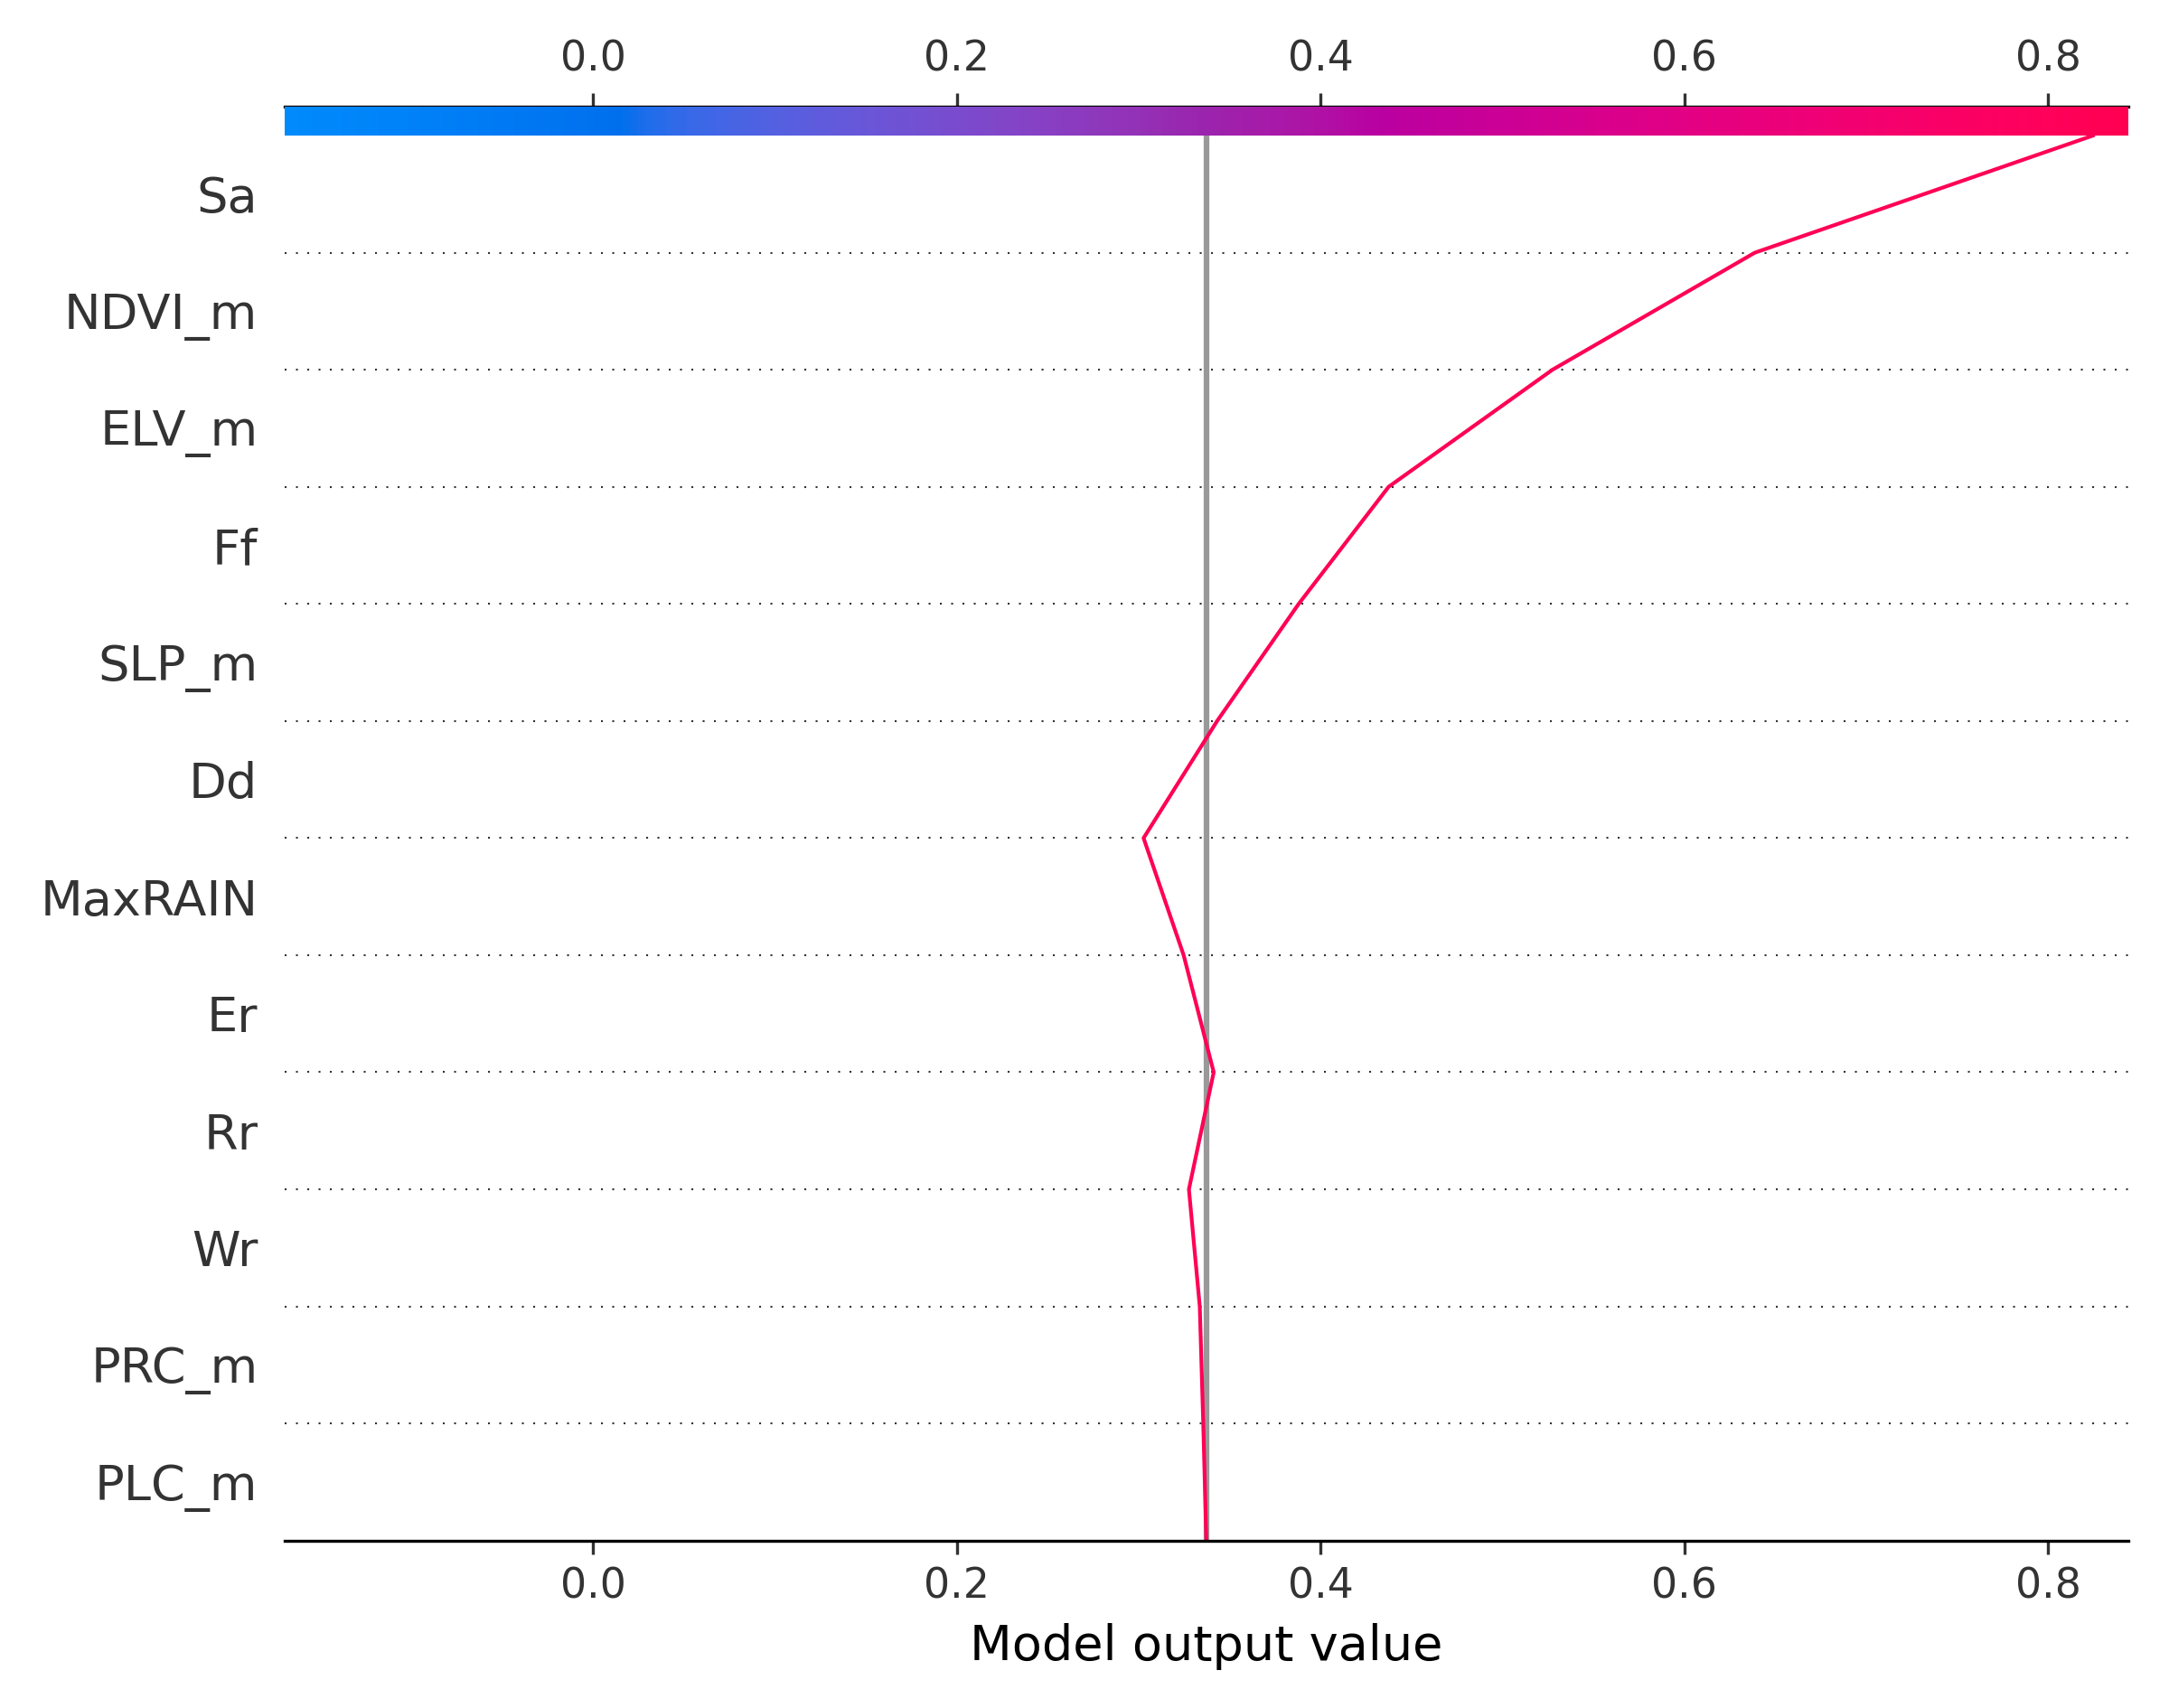 0.0 0.2 0.4 0.6 0.8
Sa
NDVI_m
ELV_m
Ff
SLP_m
Dd
MaxRAIN
Er
Rr
Wr
PRC_m
PLC_m
0.0 0.2 0.4 0.6 0.8
Model output value